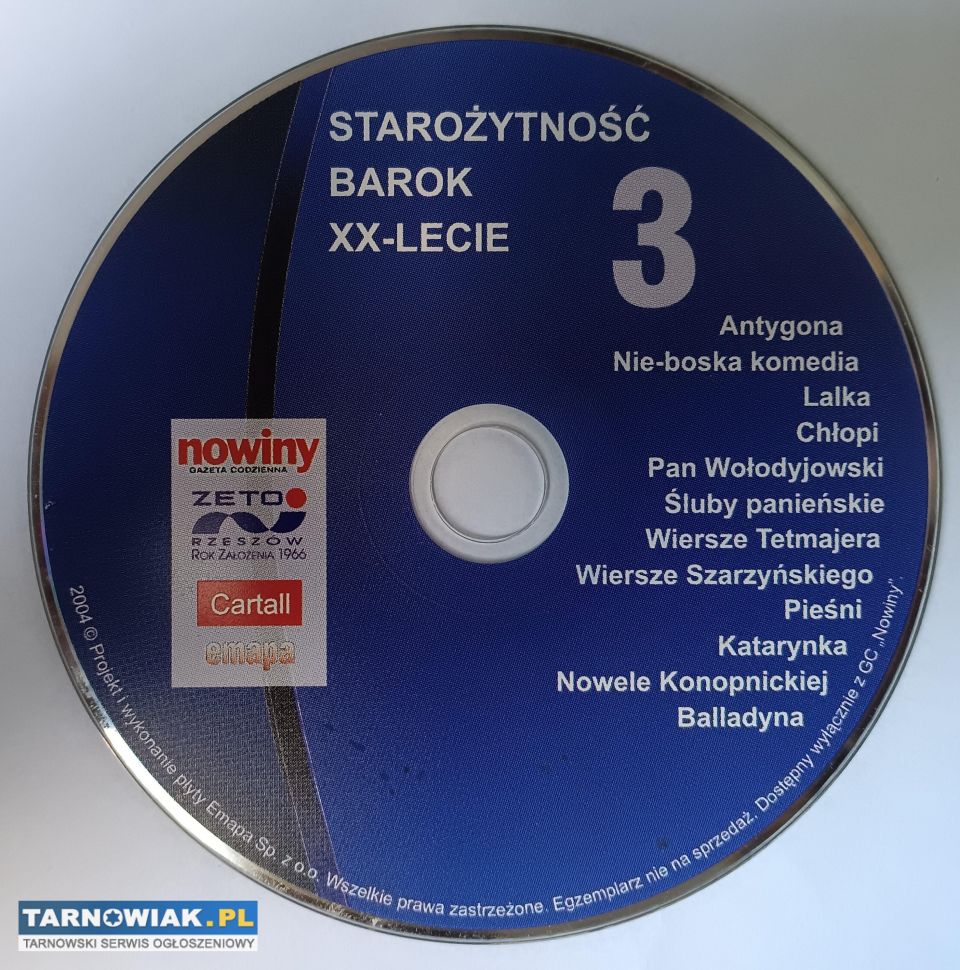 STAROŻYTNOŚĆ
BAROK
XX-LECIE
3
Antygona
Nie-boska komedia
Lalka
Chłopi
Pan Wołodyjowski
Śluby panieńskie
Wiersze Tetmajera
Wiersze Szarzyńskiego
Pieśni
Katarynka
Nowele Konopnickiej
Balladyna
nowiny
GAZETA CODZIENNA
ZETO
RZESZÓW
ROK ZAŁOŻENIA 1966
Cartall
emapa
2004 © Projekt i wykonanie płyty Emapa Sp. z o.o. Wszelkie prawa zastrzeżone. Egzemplarz nie na sprzedaż. Dostępny wyłącznie z GC „Nowiny”.
TARNOWIAK.PL
TARNOWSKI SERWIS OGŁOSZENIOWY